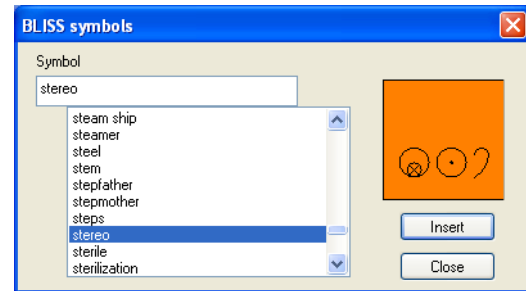 BLISS symbols
Symbol
stereo
steam ship
steamer
steel
stem
stepfather
stepmother
steps
stereo
sterile
sterilization
Insert
Close